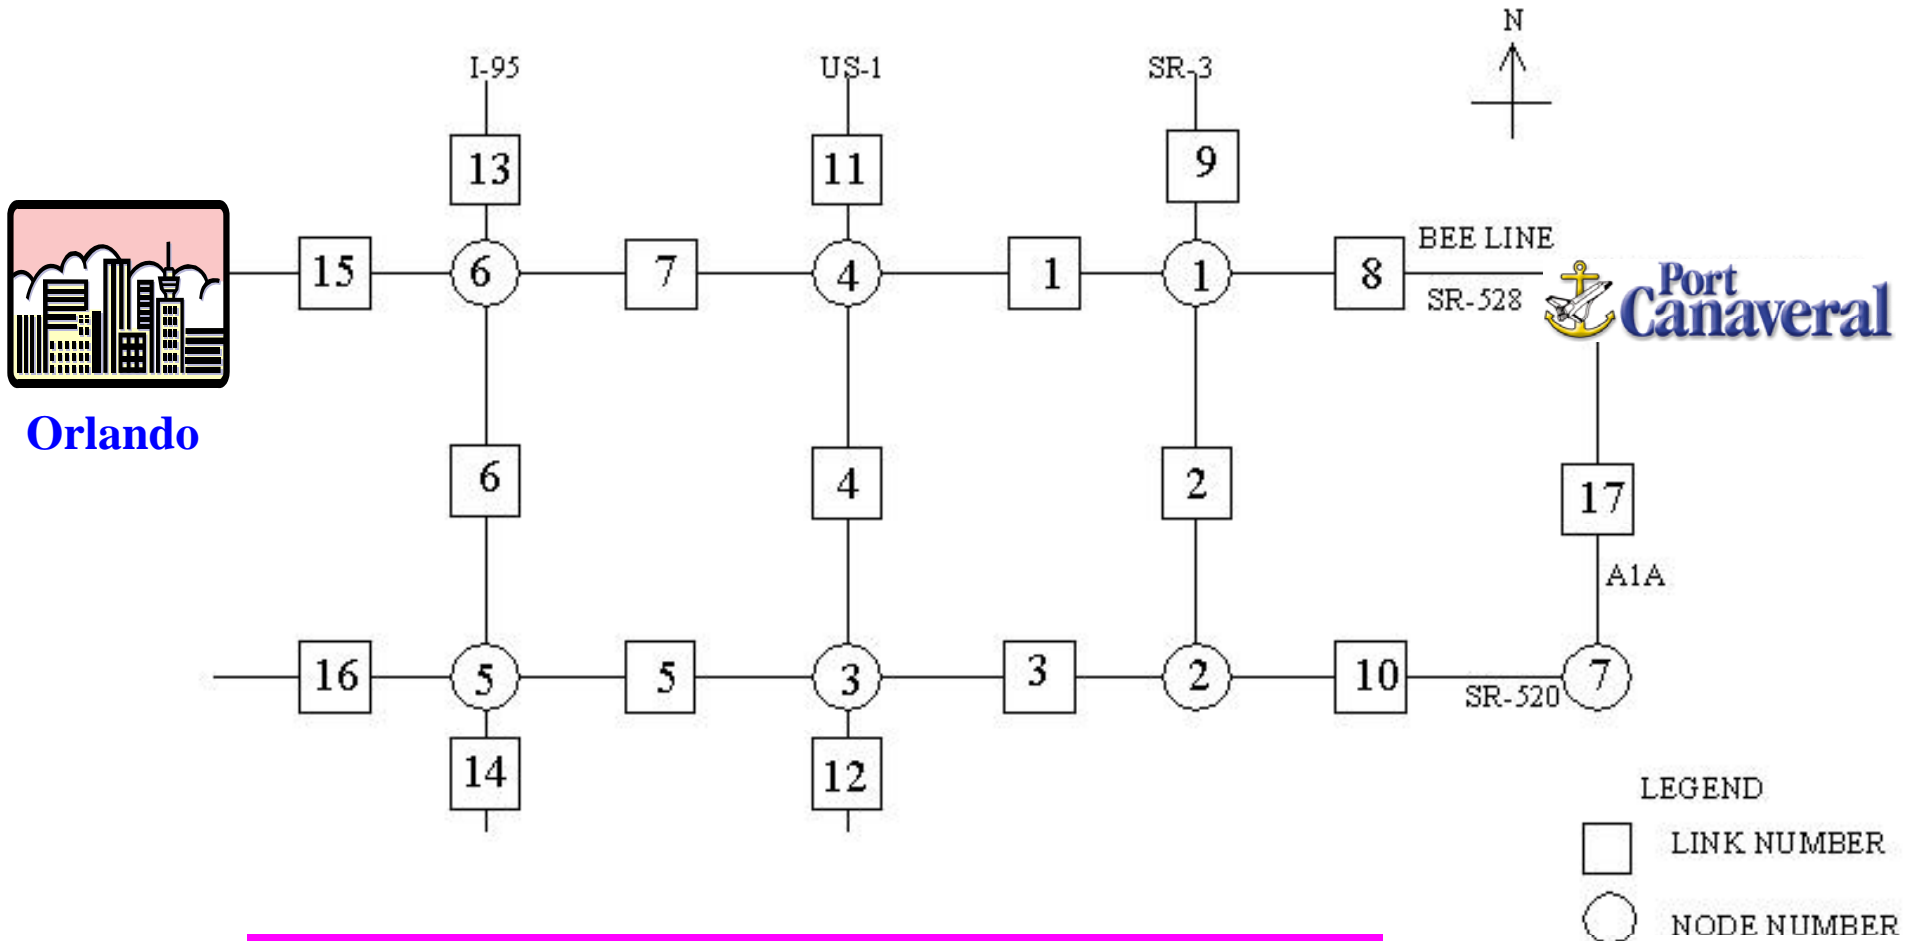 N
I-95
US-1
SR-3
13
11
9
BEE LINE
15
6
7
4
1
1
8
SR-528
Port
Canaveral
Orlando
6
4
2
17
A1A
16
5
5
3
3
2
10
SR-520
7
14
12
LEGEND
LINK NUMBER
NODE NUMBER